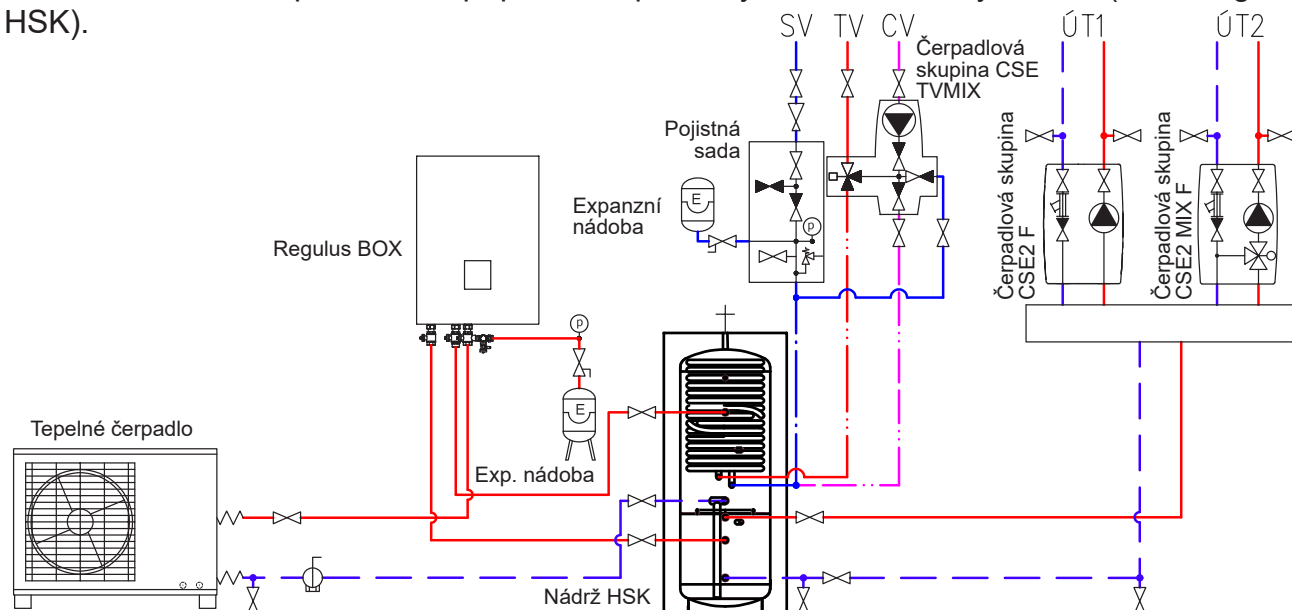 HSK).
SV
TV
CV
ÚT1
ÚT2
Čerpadlová
skupina CSE
TVMIX
Pojistná
sada
Čerpadlová skupina
CSE2 F
Čerpadlová skupina
CSE2 MIX F
E
Expanzní
nádoba
p
Regulus BOX
p
E
Tepelné čerpadlo
Exp. nádoba
Nádrž HSK